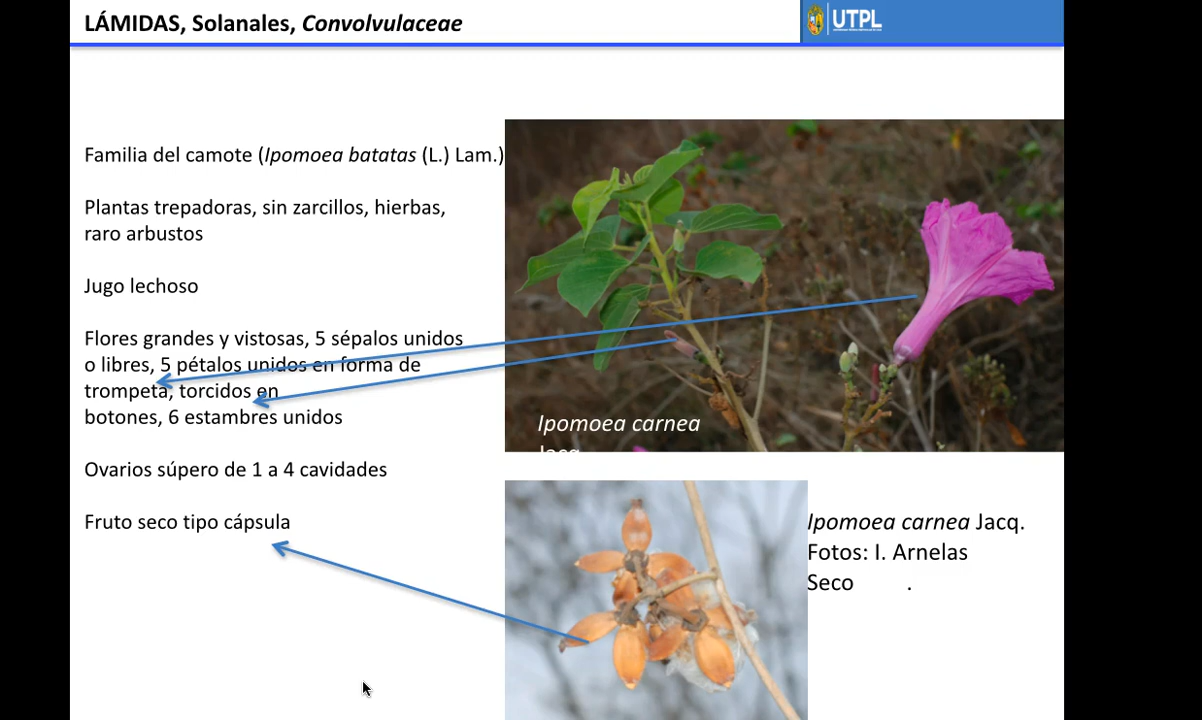 LÁMIDAS, Solanales, Convolvulaceae
UTPL
Familia del camote (Ipomoea batatas (L.) Lam.)
Plantas trepadoras, sin zarcillos, hierbas,
raro arbustos
Jugo lechoso
Flores grandes y vistosas, 5 sépalos unidos
o libres, 5 pétalos unidos en forma de
trompeta, torcidos en
botones, 6 estambres unidos
Ovarios súpero de 1 a 4 cavidades
Fruto seco tipo cápsula
Ipomoea carnea
Jacq.
Ipomoea carnea Jacq.
Fotos: I. Arnelas
Seco .